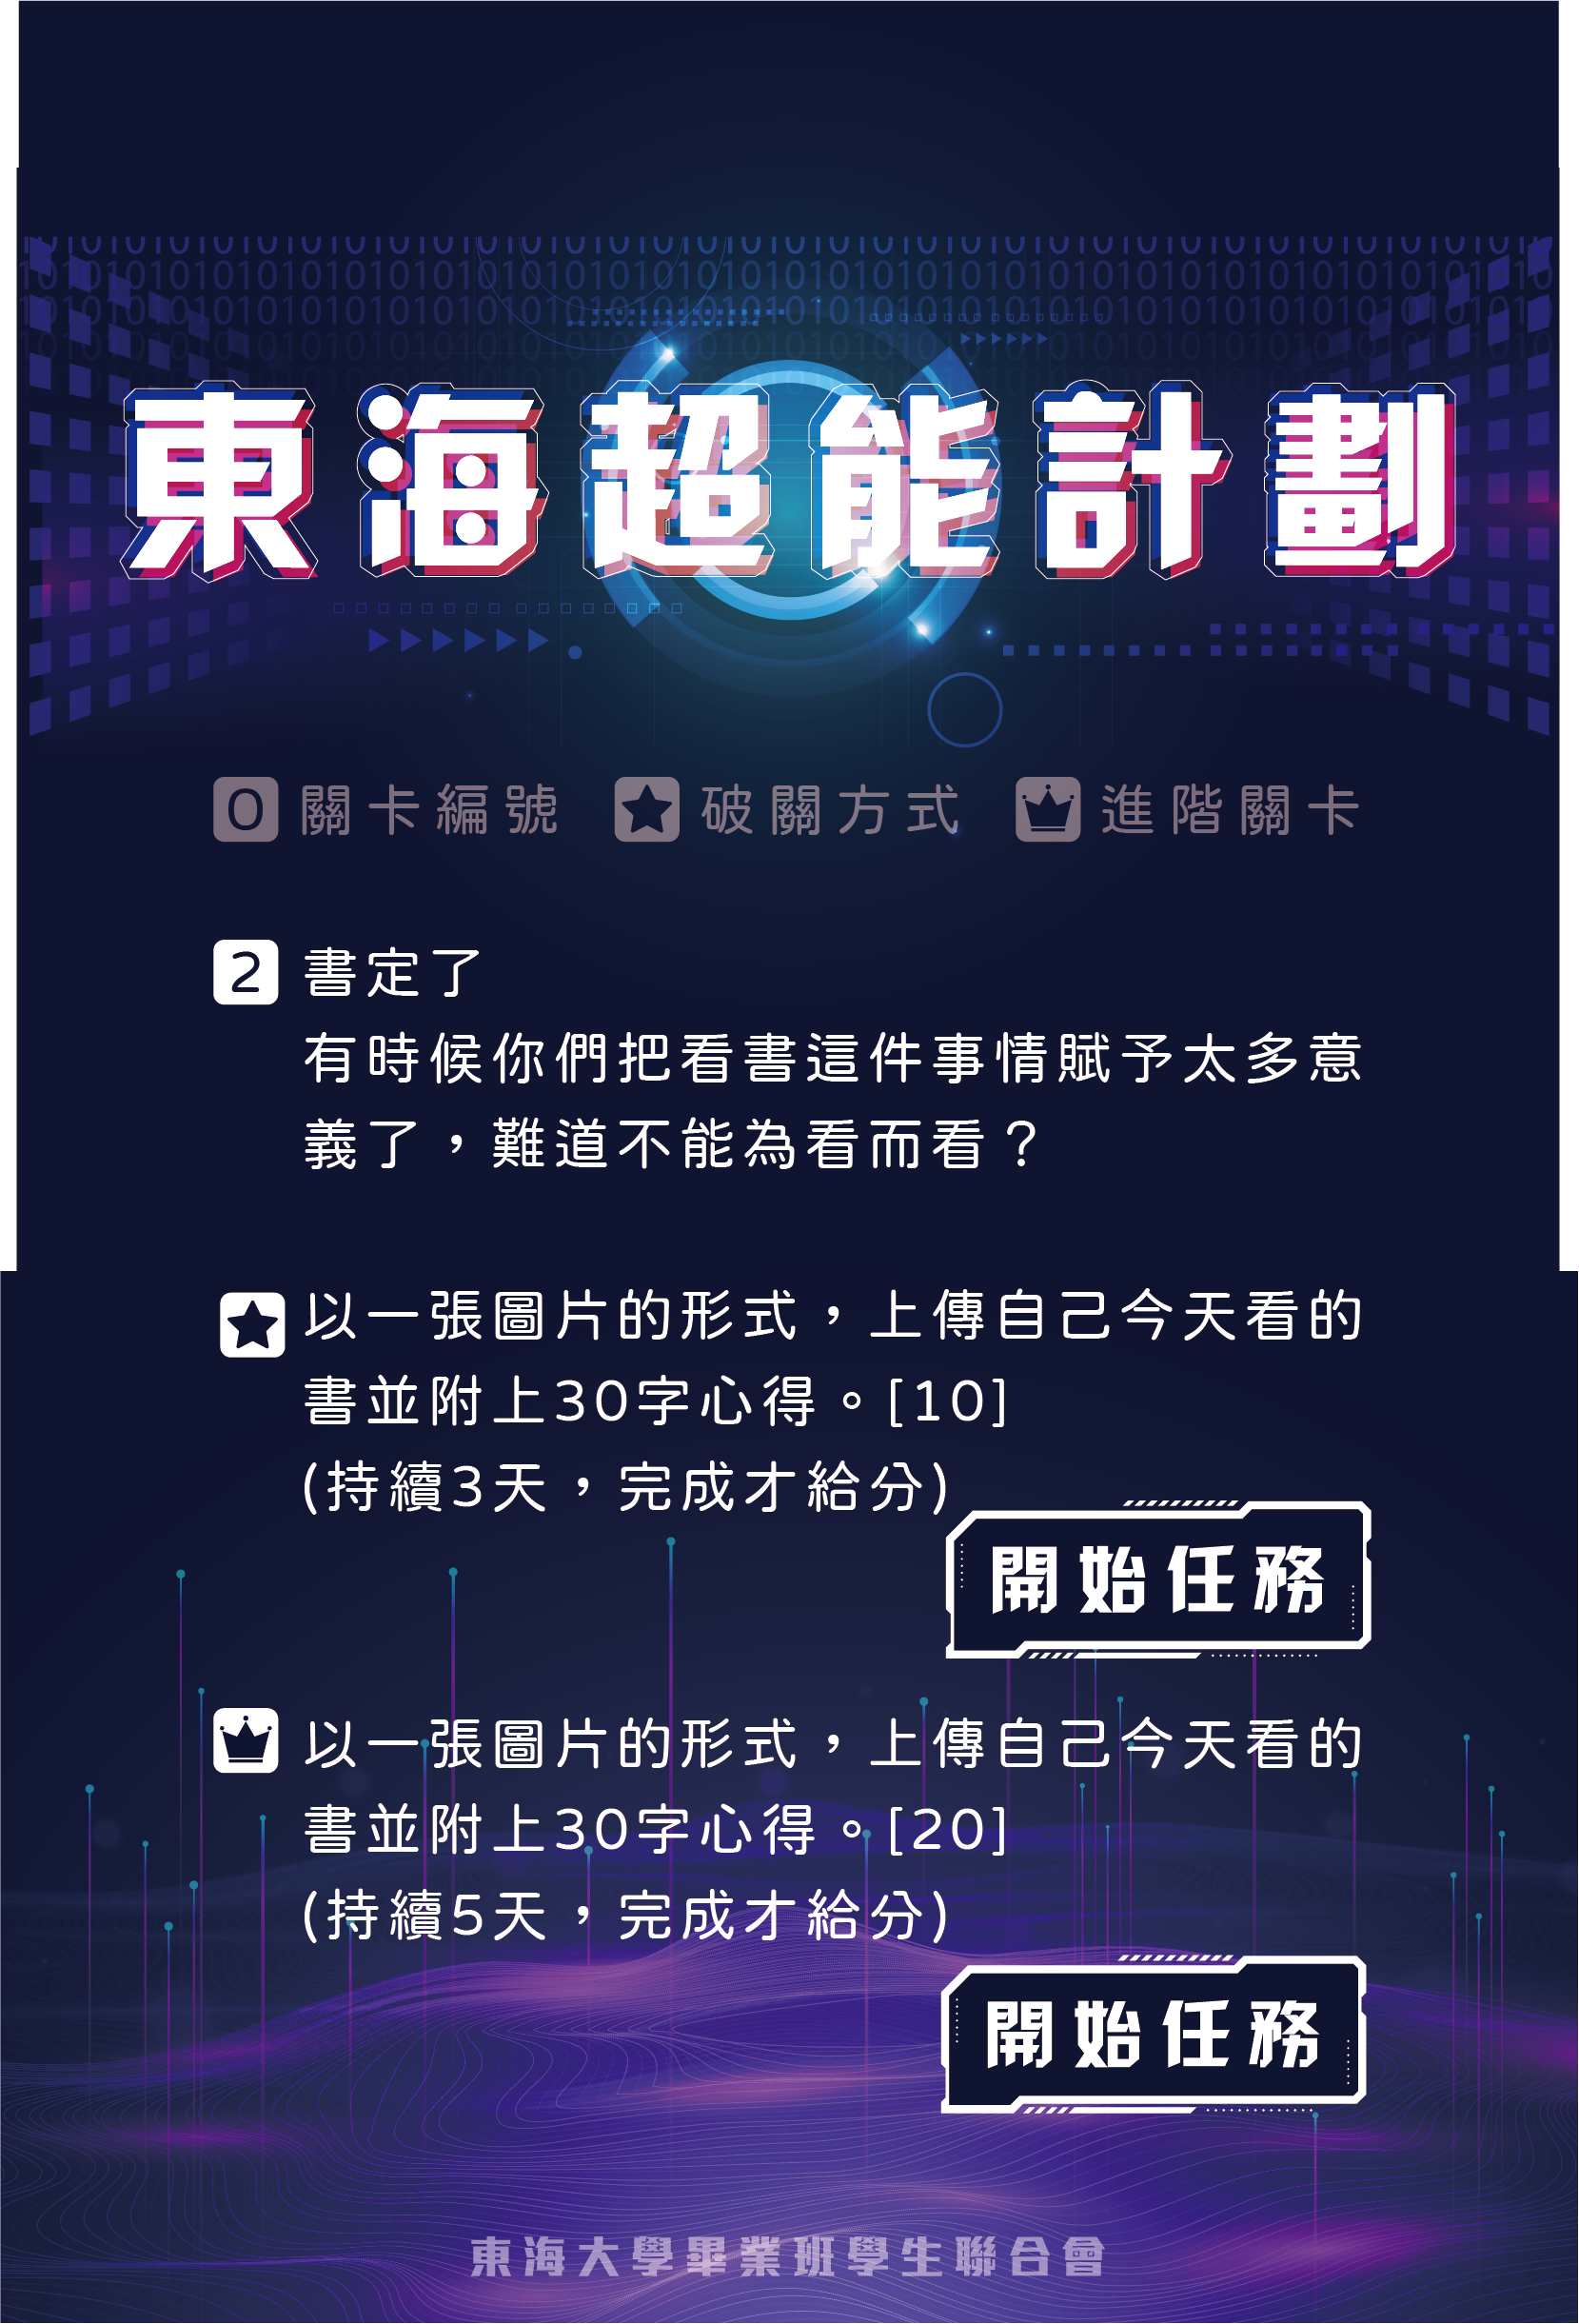 東海超能計劃
0 關卡編號 破關方式 進階關卡
2 書定了
有時候你們把看書這件事情賦予太多意
義了，難道不能為看而看？
以一張圖片的形式，上傳自己今天看的
書並附上30字心得。[10]
(持續3天，完成才給分)
開始任務
以一張圖片的形式，上傳自己今天看的
書並附上30字心得。[20]
(持續5天，完成才給分)
開始任務
東海大學畢業班學生聯合會